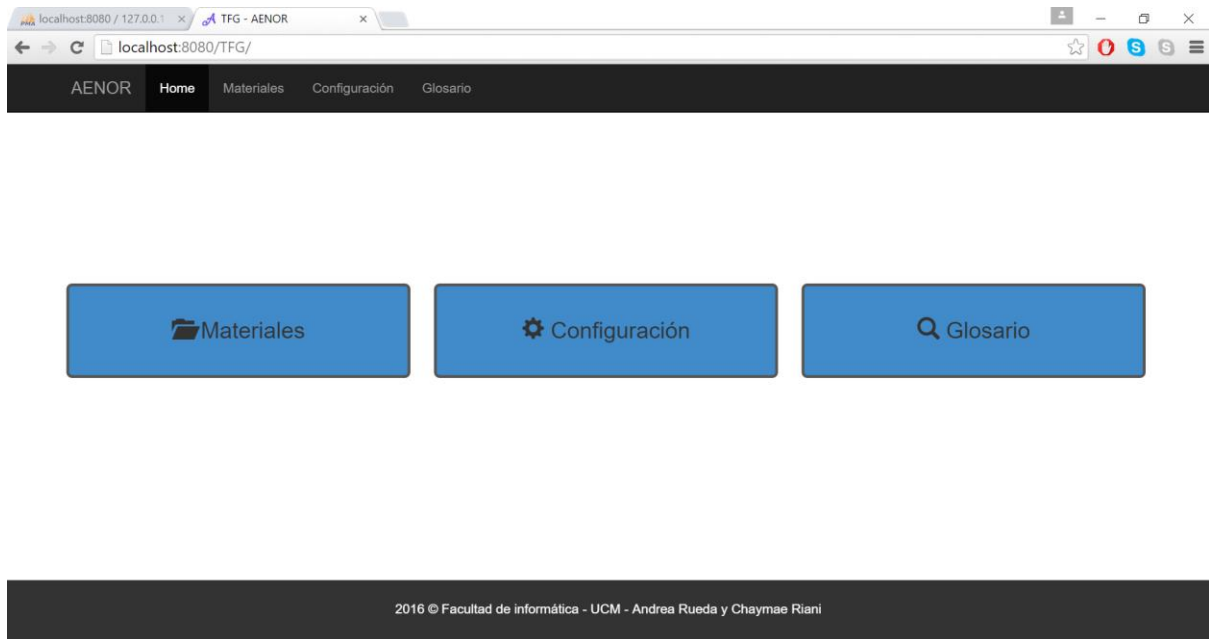 localhost:8080 / 127.0.0.1
TFG - AENOR
localhost:8080/TFG/
AENOR Home Materiales Configuración Glosario
Materiales
Configuración
Glosario
2016 © Facultad de informática - UCM - Andrea Rueda y Chaymae Riani